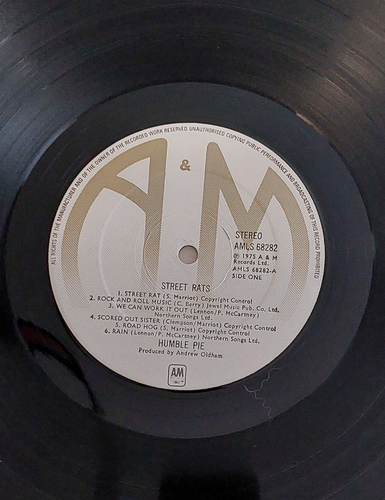 ALL RIGHTS OF THE MANUFACTURER AND OF THE OWNER OF THE RECORDED WORK RESERVED. UNAUTHORISED COPYING PUBLIC PERFORMANCE AND BROADCASTING OF THIS RECORD PROHIBITED
A & M
STEREO
AMLS 68282
℗ 1975 A & M
Records Ltd.
AMLS 68282-A
SIDE ONE
STREET RATS
1. STREET RAT (S. Marriot) Copyright Control
2. ROCK AND ROLL MUSIC (C. Berry) Jewel Music Pub. Co. Ltd.
3. WE CAN WORK IT OUT (Lennon/P. McCartney)
Northern Songs Ltd.
4. SCORED OUT SISTER (Clempson/Marriot) Copyright Control
5. ROAD HOG (S. Marriot) Copyright Control
6. RAIN (Lennon/P. McCartney) Northern Songs Ltd.
HUMBLE PIE
Produced by Andrew Oldham
AM